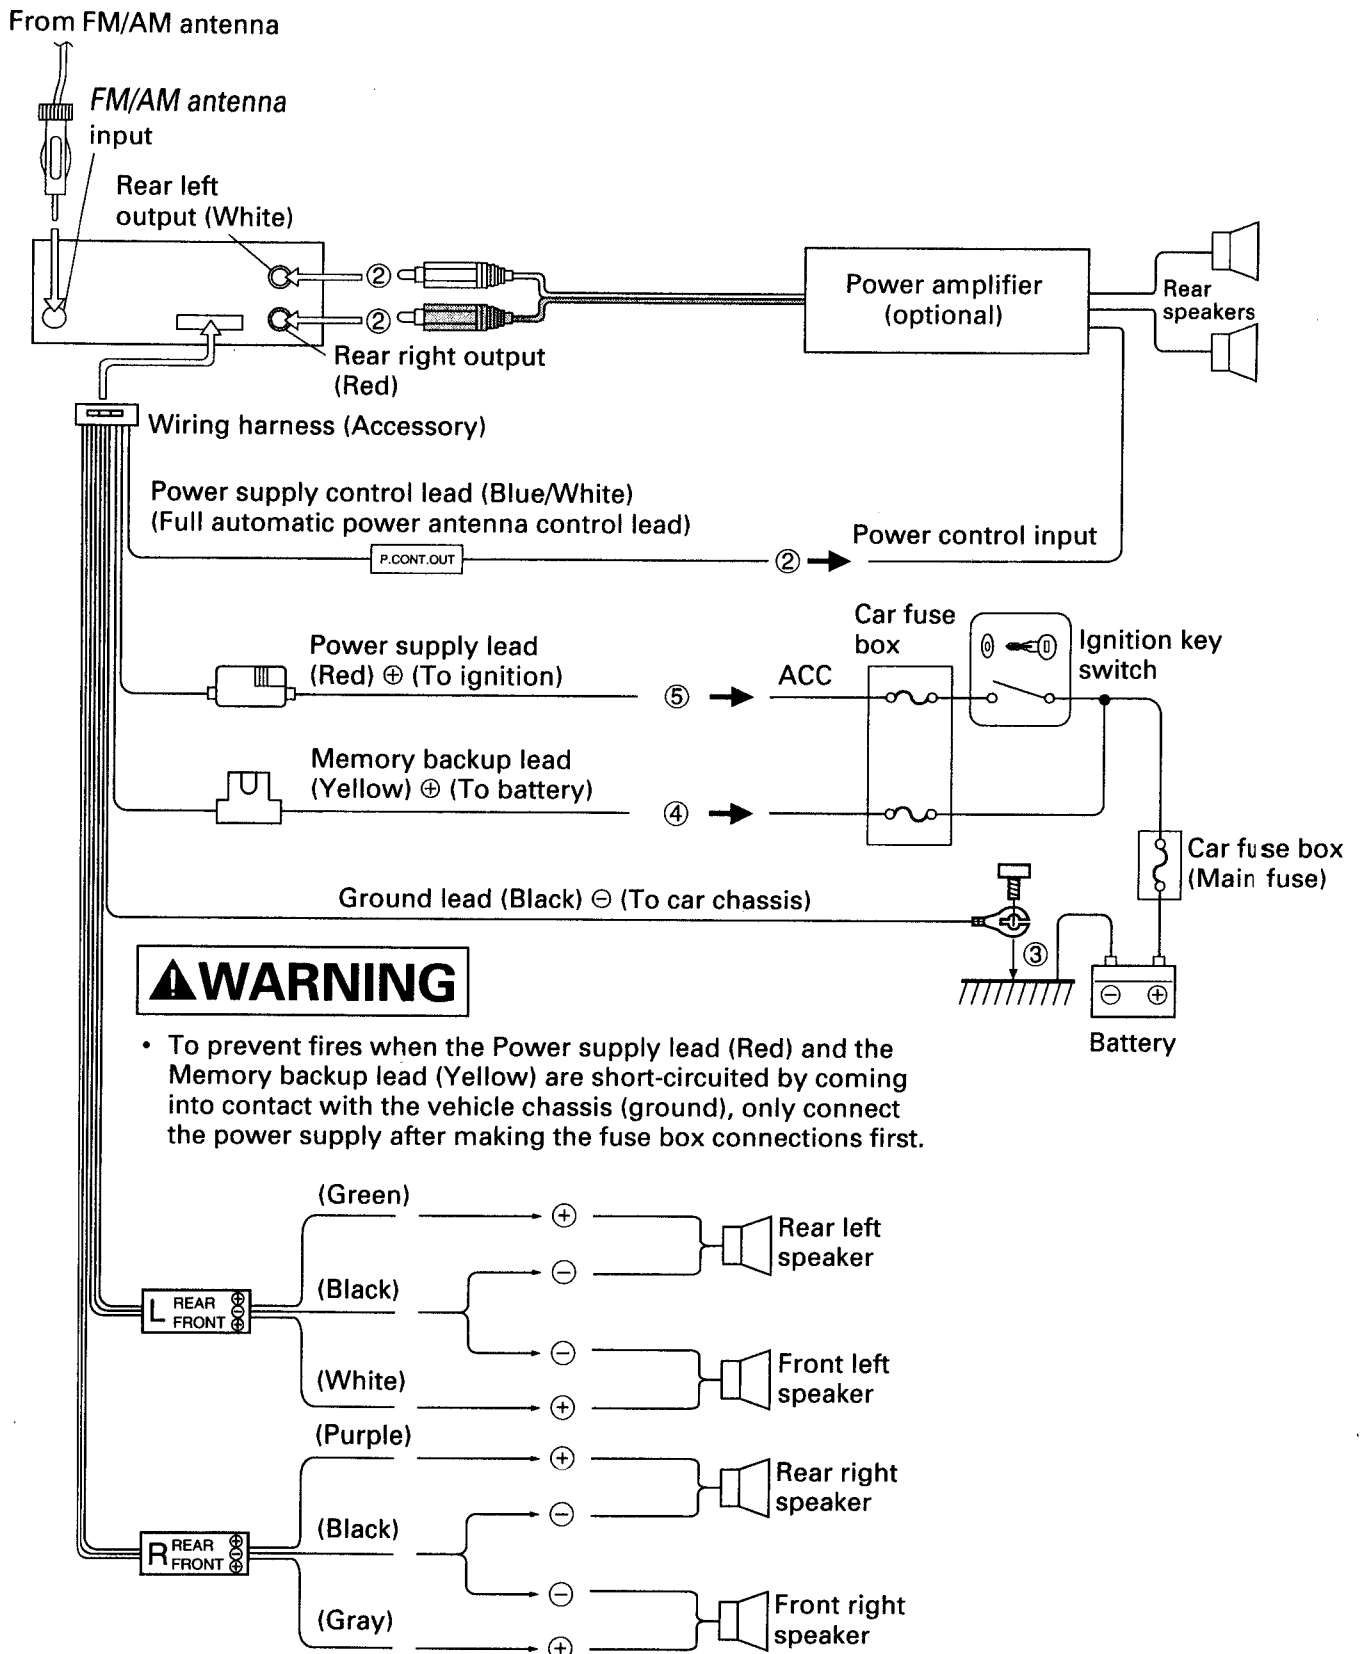 From FM/AM antenna
FM/AM antenna
input
Rear left
output (White)
②
②
Rear right output
(Red)
Power amplifier
(optional)
Rear
speakers
Wiring harness (Accessory)
Power supply control lead (Blue/White)
(Full automatic power antenna control lead)
P.CONT.OUT
②
Power control input
Power supply lead
(Red) ⊕ (To ignition)
⑤
ACC
Car fuse
box
Ignition key
switch
Memory backup lead
(Yellow) ⊕ (To battery)
④
Car fuse box
(Main fuse)
Ground lead (Black) ⊖ (To car chassis)
③
⊖ ⊕
Battery
WARNING
• To prevent fires when the Power supply lead (Red) and the
Memory backup lead (Yellow) are short-circuited by coming
into contact with the vehicle chassis (ground), only connect
the power supply after making the fuse box connections first.
(Green)
⊕
Rear left
speaker
(Black)
⊖
L REAR ⊕
⊖
FRONT ⊕
⊖
Front left
speaker
(White)
⊕
(Purple)
⊕
Rear right
speaker
(Black)
⊖
R REAR ⊕
⊖
FRONT ⊕
⊖
Front right
speaker
(Gray)
⊕